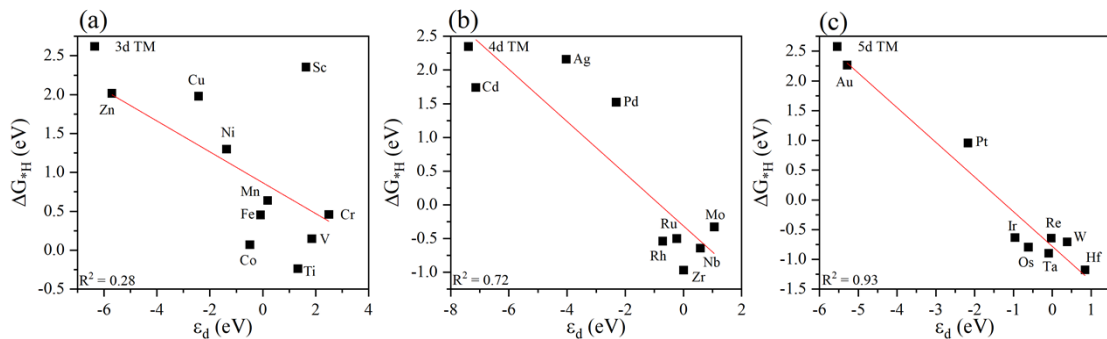 (a)
3d TM
Sc
Cu
Zn
Ni
Mn
Fe
Cr
V
Co
Ti
R² = 0.28
2.5
2.0
1.5
1.0
0.5
0.0
-0.5
-6 -4 -2 0 2 4
ΔG*H (eV)
εd (eV)
(b)
4d TM
Ag
Cd
Pd
Mo
Ru
Rh
Nb
Zr
R² = 0.72
2.5
2.0
1.5
1.0
0.5
0.0
-0.5
-1.0
-8 -6 -4 -2 0 2
ΔG*H (eV)
εd (eV)
(c)
5d TM
Au
Pt
Ir
Re
W
Os
Ta
Hf
R² = 0.93
2.5
2.0
1.5
1.0
0.5
0.0
-0.5
-1.0
-1.5
-6 -5 -4 -3 -2 -1 0 1
ΔG*H (eV)
εd (eV)